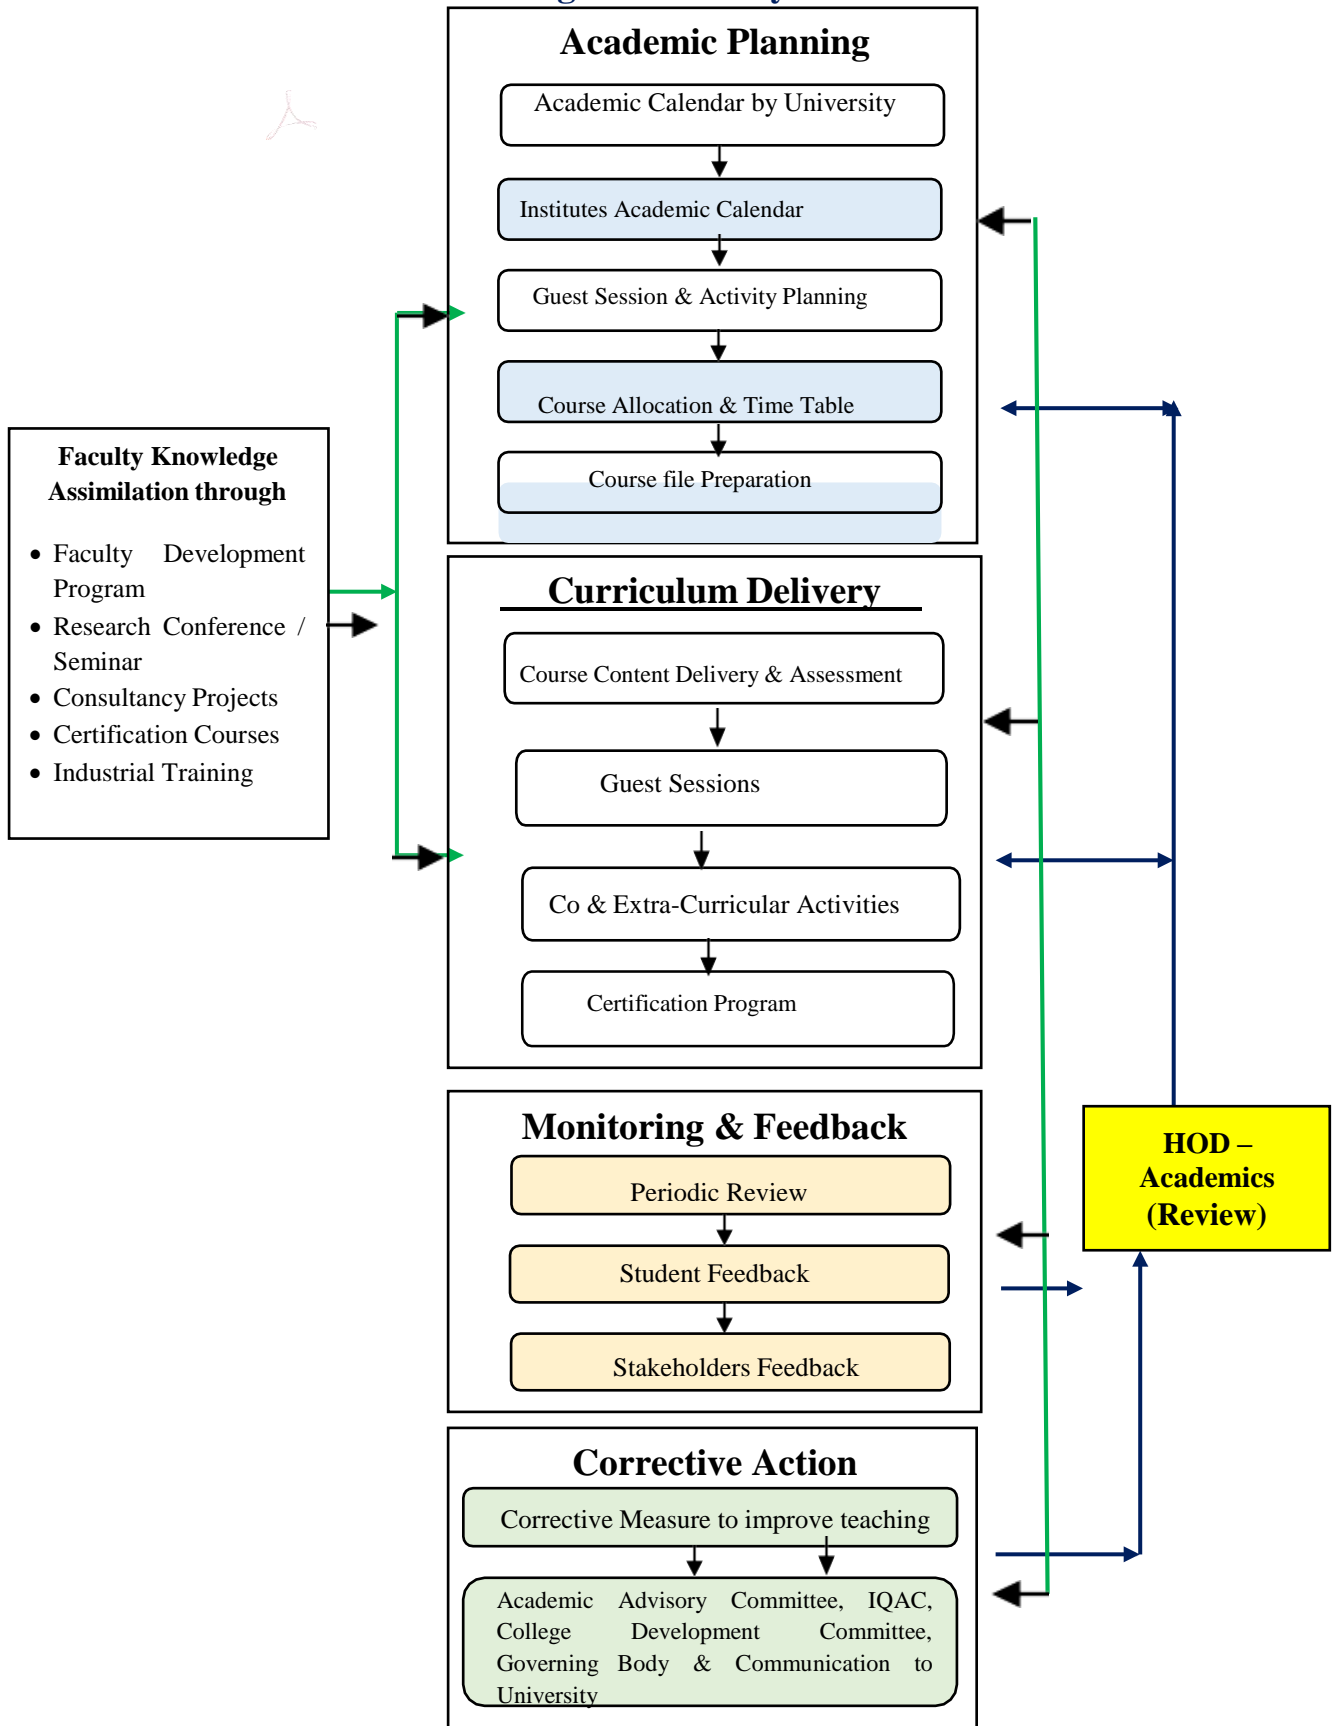 Academic Planning
Academic Calendar by University
Institutes Academic Calendar
Guest Session & Activity Planning
Course Allocation & Time Table
Course file Preparation
Faculty Knowledge
Assimilation through
• Faculty Development
Program
• Research Conference /
Seminar
• Consultancy Projects
• Certification Courses
• Industrial Training
Curriculum Delivery
Course Content Delivery & Assessment
Guest Sessions
Co & Extra-Curricular Activities
Certification Program
Monitoring & Feedback
Periodic Review
Student Feedback
Stakeholders Feedback
HOD –
Academics
(Review)
Corrective Action
Corrective Measure to improve teaching
Academic Advisory Committee, IQAC,
College Development Committee,
Governing Body & Communication to
University